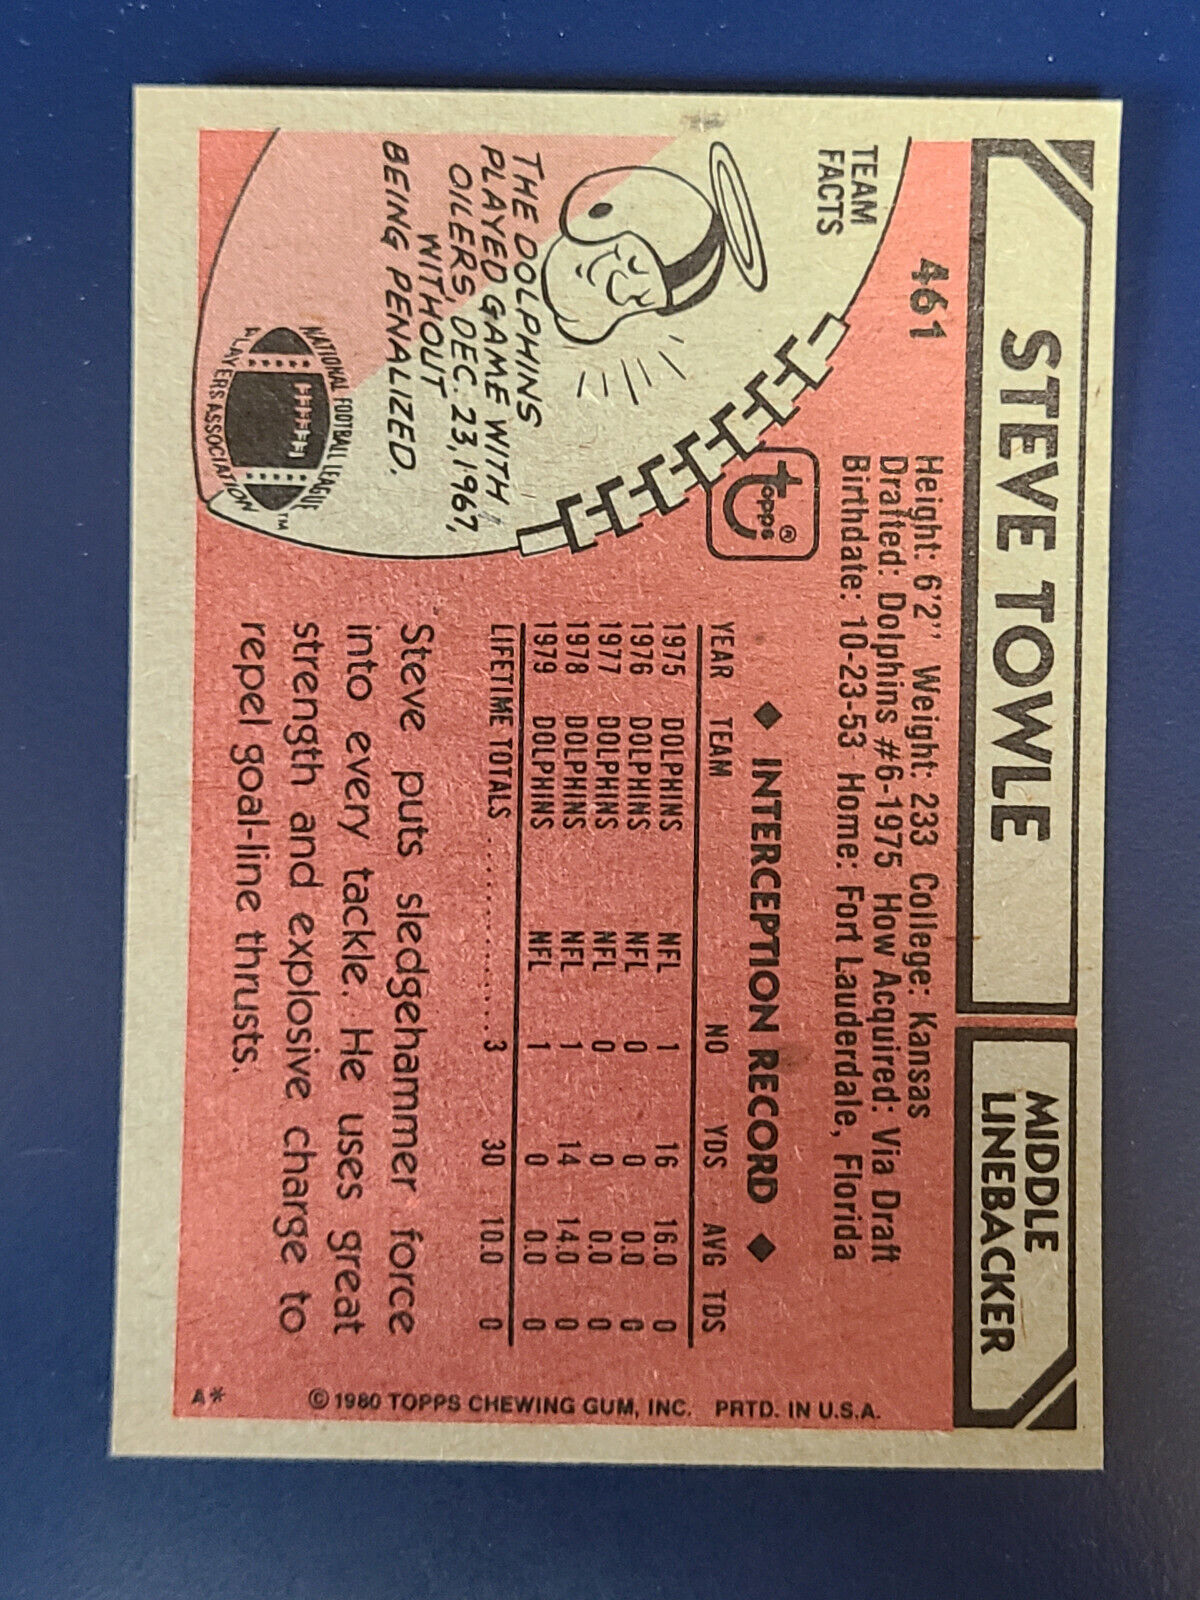 STEVE TOWLE
MIDDLE
LINEBACKER
461
Height: 6'2" Weight: 233 College: Kansas
Drafted: Dolphins #6-1975 How Acquired: Via Draft
Birthdate: 10-23-53 Home: Fort Lauderdale, Florida
TEAM
FACTS
topps®
THE DOLPHINS
PLAYED GAME WITH
OILERS, DEC. 23, 1967,
WITHOUT
BEING PENALIZED.
NATIONAL FOOTBALL LEAGUE
PLAYERS ASSOCIATION
TM
◆ INTERCEPTION RECORD ◆
YEAR TEAM NO YDS AVG TDS
1975 DOLPHINS NFL 1 16 16.0 0
1976 DOLPHINS NFL 0 0 0.0 0
1977 DOLPHINS NFL 0 0 0.0 0
1978 DOLPHINS NFL 1 14 14.0 0
1979 DOLPHINS NFL 1 0 0.0 0
LIFETIME TOTALS .......... 3 30 10.0 0
Steve puts sledgehammer force
into every tackle. He uses great
strength and explosive charge to
repel goal-line thrusts.
A* © 1980 TOPPS CHEWING GUM, INC. PRTD. IN U.S.A.